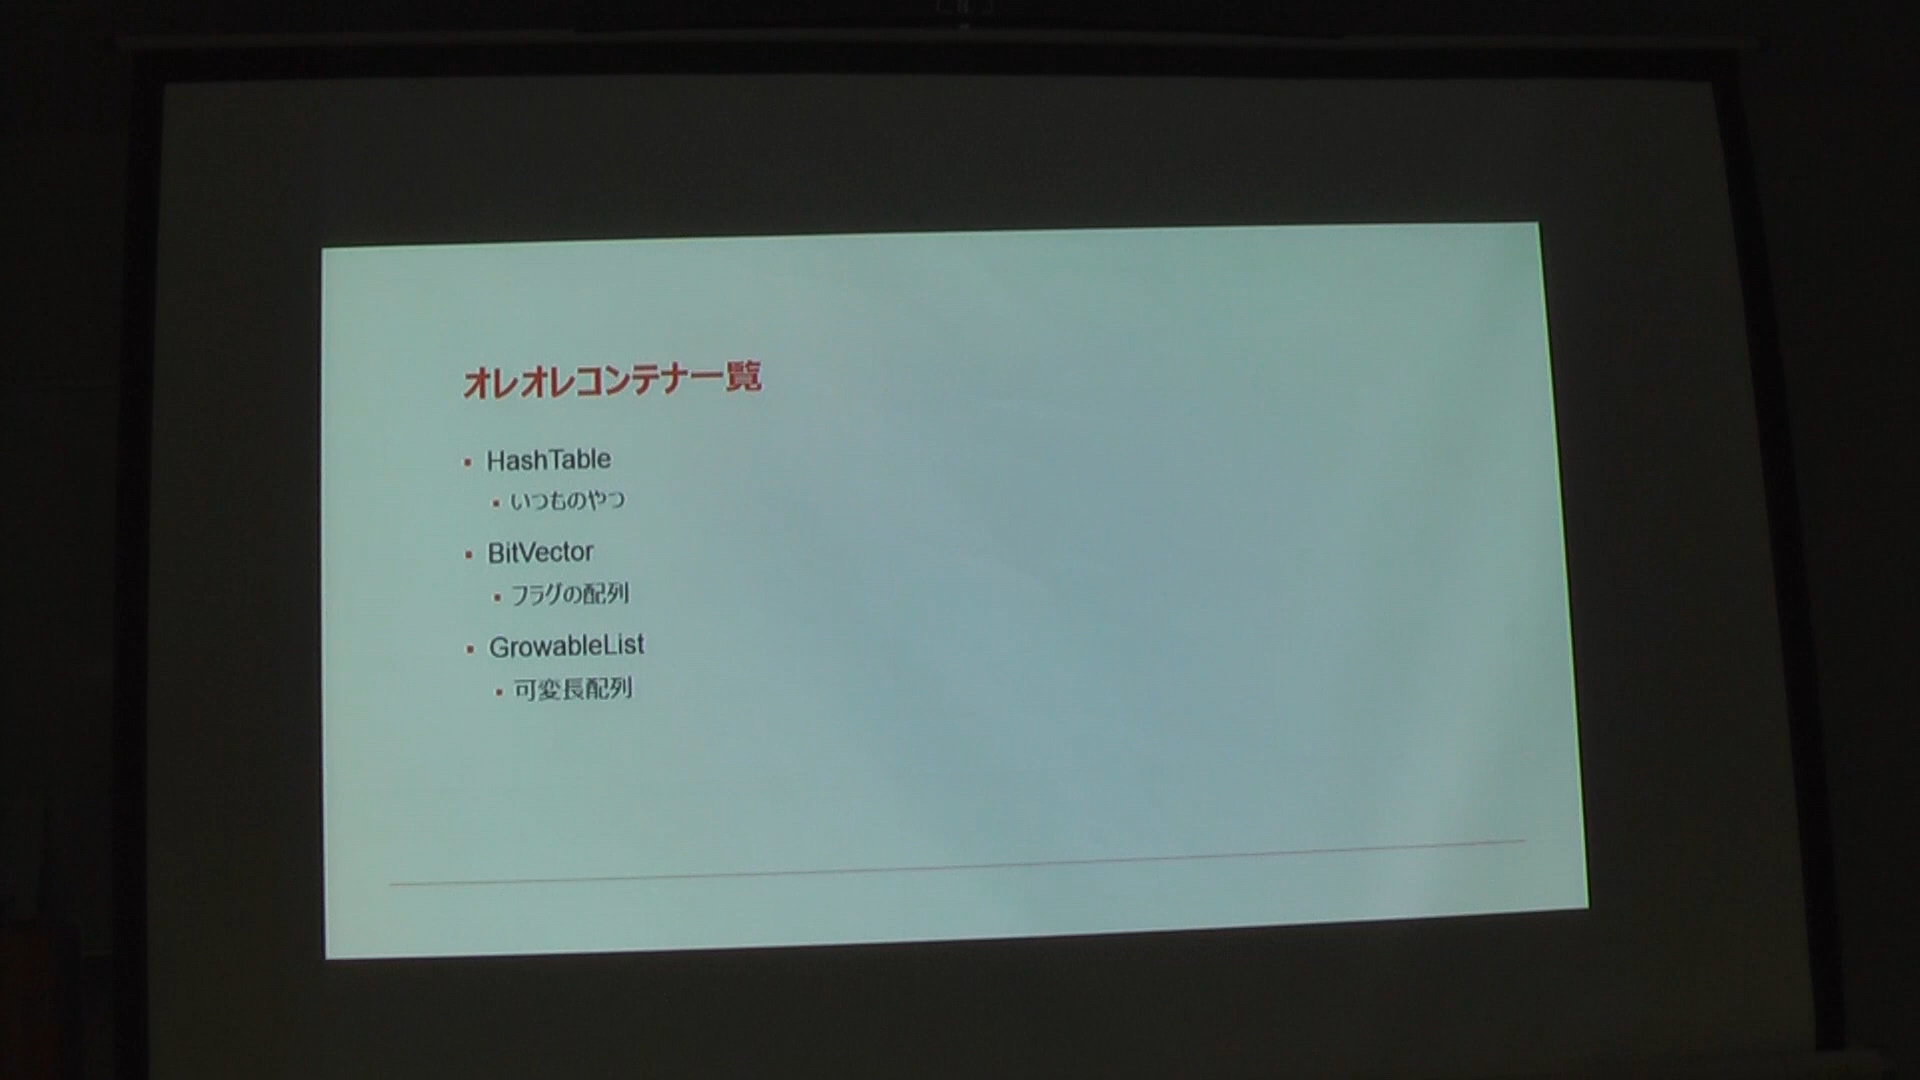 オレオレコンテナ一覧
HashTable
いつものやつ
BitVector
フラグの配列
GrowableList
可変長配列